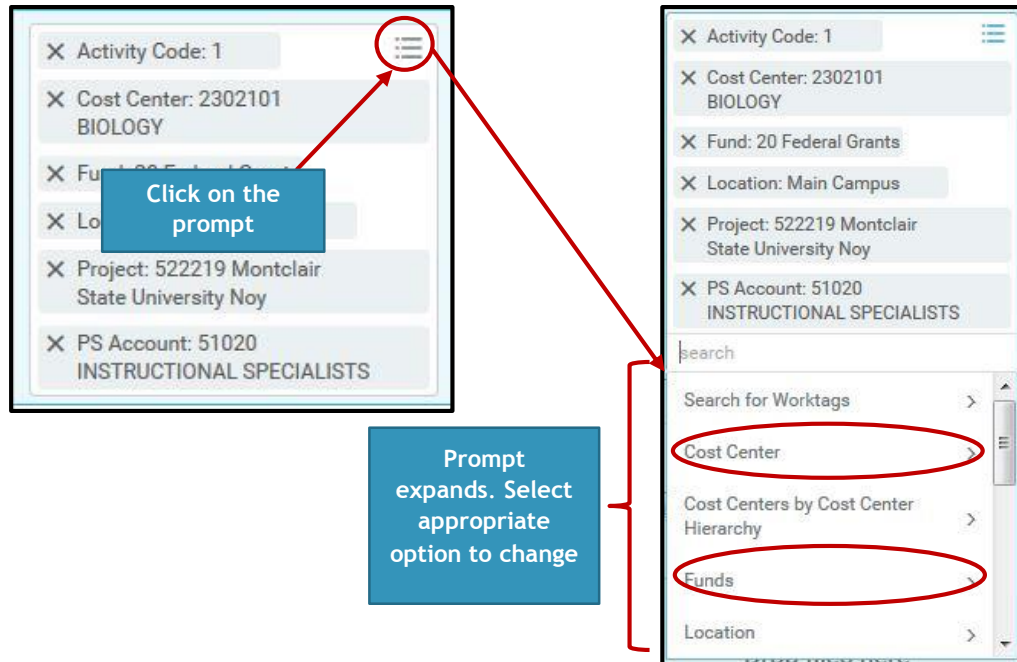 Activity Code: 1
Cost Center: 2302101
BIOLOGY
Project: 522219 Montclair
State University Noy
PS Account: 51020
INSTRUCTIONAL SPECIALISTS
Click on the
prompt
Activity Code: 1
Cost Center: 2302101
BIOLOGY
Fund: 20 Federal Grants
Location: Main Campus
Project: 522219 Montclair
State University Noy
PS Account: 51020
INSTRUCTIONAL SPECIALISTS
search
Search for Worktags
Cost Center
Cost Centers by Cost Center
Hierarchy
Funds
Location
Prompt
expands. Select
appropriate
option to change